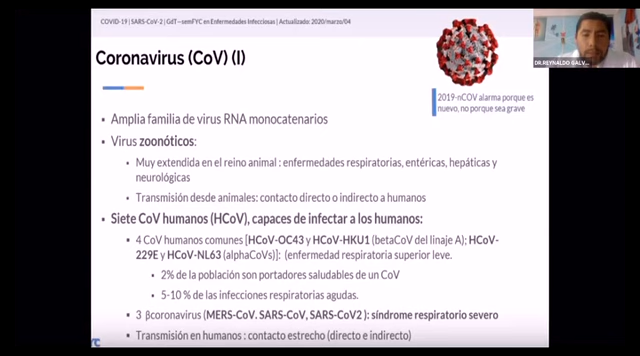 COVID-19 | SARS-CoV-2 | GdT-semFYC en Enfermedades Infecciosas | Actualizado: 2020/marzo/04
Coronavirus (CoV) (I)
DR.REYNALDO GALV...
2019-nCOV alarma porque es
nuevo, no porque sea grave
▪ Amplia familia de virus RNA monocatenarios
▪ Virus zoonóticos:
▪ Muy extendida en el reino animal : enfermedades respiratorias, entéricas, hepáticas y
neurológicas
▪ Transmisión desde animales: contacto directo o indirecto a humanos
▪ Siete CoV humanos (HCoV), capaces de infectar a los humanos:
▪ 4 CoV humanos comunes [HCoV-OC43 y HCoV-HKU1 (betaCoV del linaje A); HCoV-
229E y HCoV-NL63 (alphaCoVs)]: (enfermedad respiratoria superior leve.
▪ 2% de la población son portadores saludables de un CoV
▪ 5-10 % de las infecciones respiratorias agudas.
▪ 3 βcoronavirus (MERS-CoV. SARS-CoV, SARS-CoV2 ): síndrome respiratorio severo
▪ Transmisión en humanos : contacto estrecho (directo e indirecto)
YC